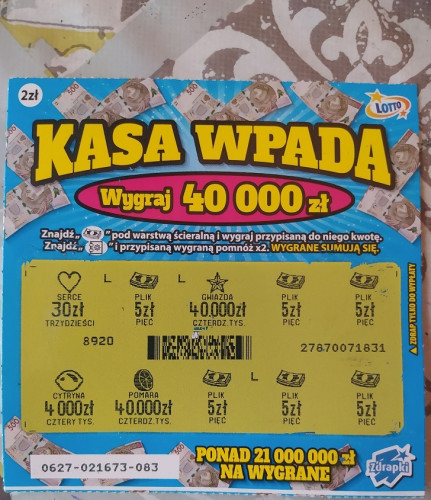 2zł
LOTTO
KASA WPADA
Wygraj 40 000 zł
Znajdź „ ” pod warstwą ścieralną i wygraj przypisaną do niego kwotę.
Znajdź „ ” i przypisaną wygraną pomnóż x2. WYGRANE SUMUJĄ SIĘ.
L L
SERCE PLIK GWIAZDA PLIK PLIK
30zł 5zł 40.000zł 5zł 5zł
TRZYDZIEŚCI PIĘĆ CZTERDZ.TYS. PIĘĆ PIĘĆ
8920 27870071831
L
CYTRYNA POMARA PLIK PLIK PLIK
4 000zł 40.000zł 5zł 5zł 5zł
CZTERY TYS. CZTERDZ.TYS. PIĘĆ PIĘĆ PIĘĆ
ZDRAP TYLKO DO WYPŁATY
0627-021673-083
PONAD 21 000 000 zł
NA WYGRANE
Zdrapki